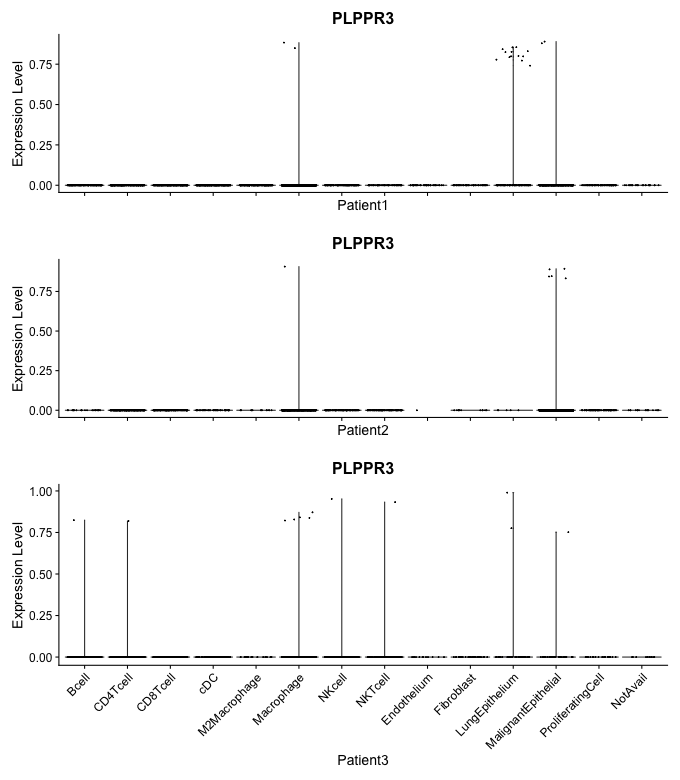 PLPPR3
Expression Level
0.75
0.50
0.25
0.00
Patient1
PLPPR3
Expression Level
0.75
0.50
0.25
0.00
Patient2
PLPPR3
Expression Level
1.00
0.75
0.50
0.25
0.00
Bcell
CD4Tcell
CD8Tcell
cDC
M2Macrophage
Macrophage
NKcell
NKTcell
Endothelium
Fibroblast
LungEpithelium
MalignantEpithelial
ProliferatingCell
NotAvail
Patient3